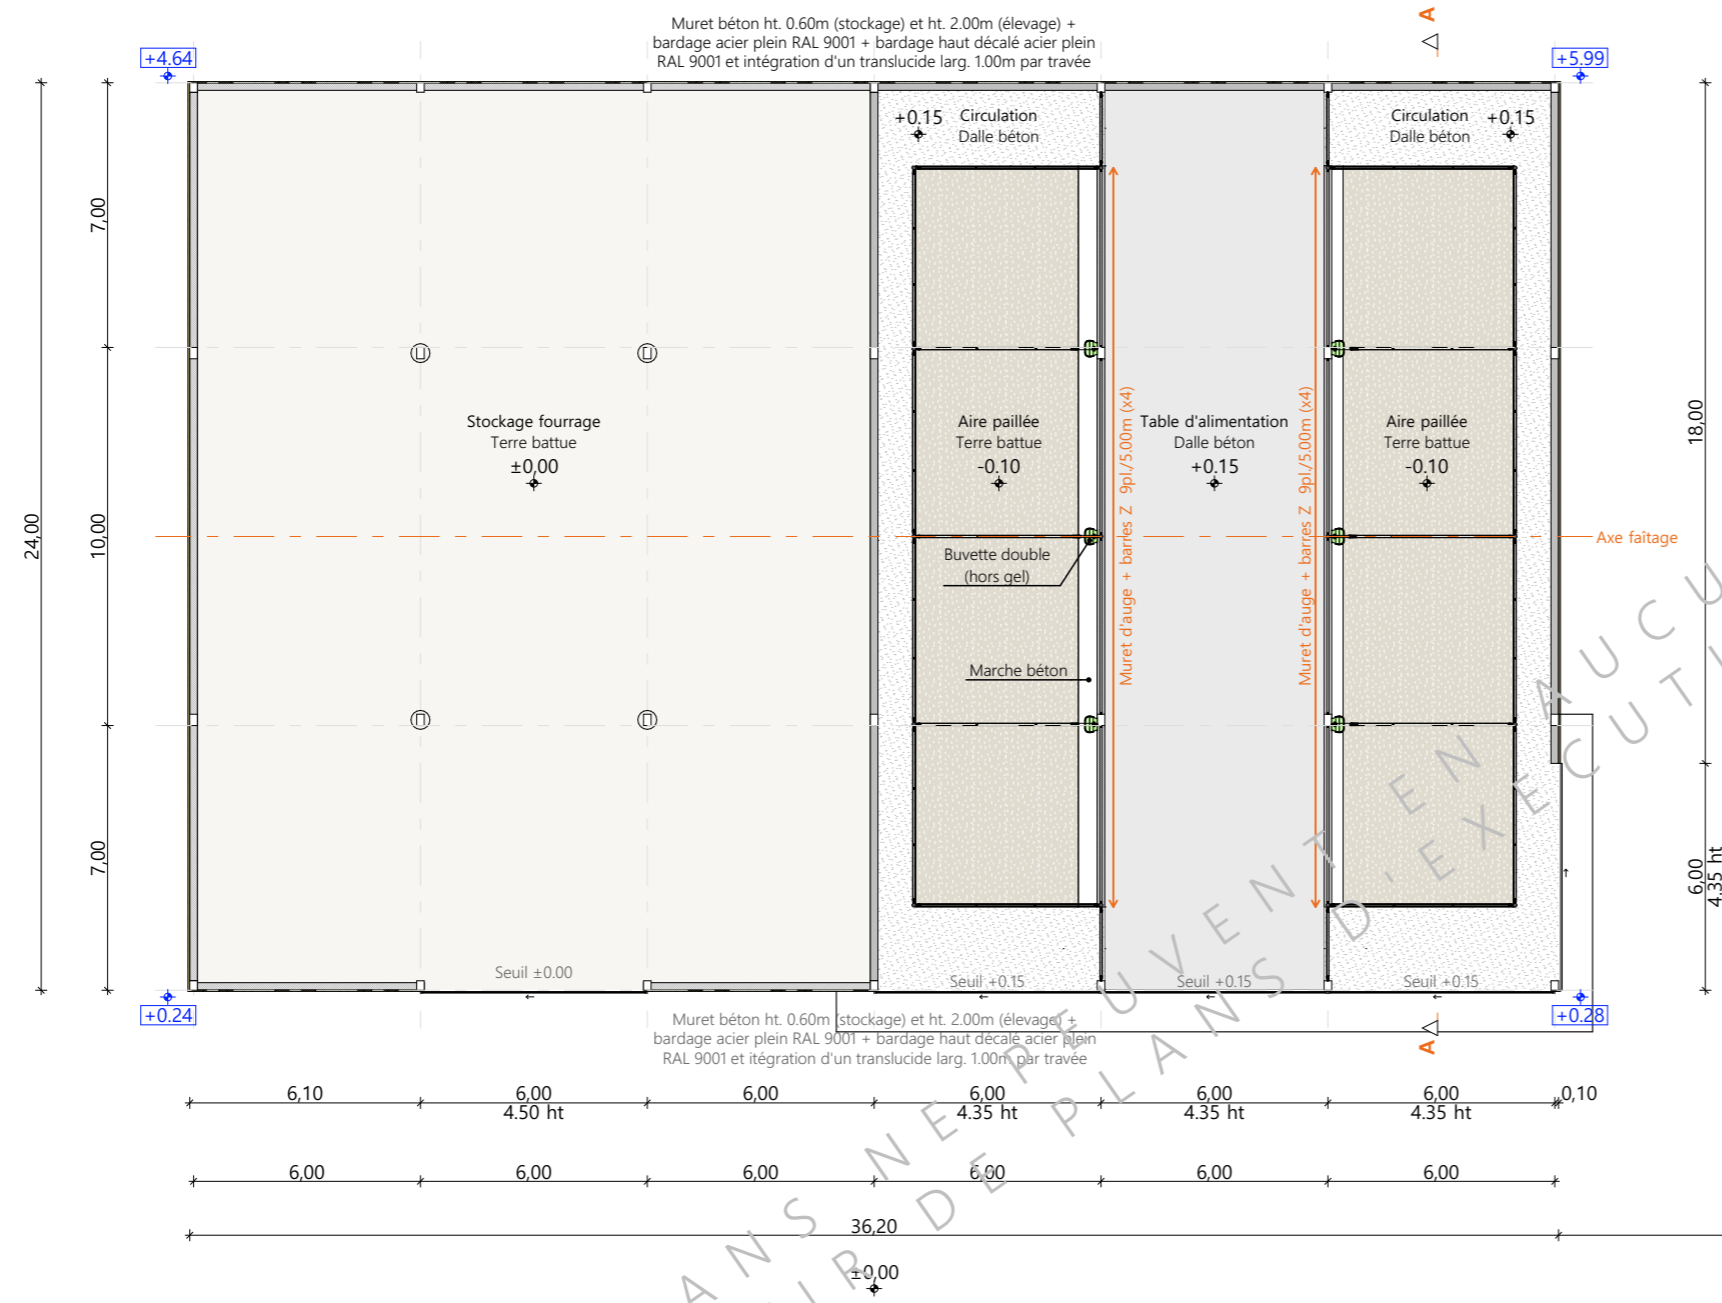 Muret béton ht. 0.60m (stockage) et ht. 2.00m (élevage) +
bardage acier plein RAL 9001 + bardage haut décalé acier plein
RAL 9001 et intégration d'un translucide larg. 1.00m par travée
A
+4.64
+5.99
+0.15
Circulation
Dalle béton
Circulation
Dalle béton
+0.15
7,00
10,00
7,00
24,00
Stockage fourrage
Terre battue
±0,00
Aire paillée
Terre battue
-0.10
Muret d'auge + barres Z 9pl./5.00m (x4)
Table d'alimentation
Dalle béton
+0.15
Muret d'auge + barres Z 9pl./5.00m (x4)
Aire paillée
Terre battue
-0.10
18,00
Axe faîtage
Buvette double
(hors gel)
Marche béton
6,00
4.35 ht
Seuil ±0.00
Seuil +0.15
Seuil +0.15
Seuil +0.15
+0.24
+0.28
Muret béton ht. 0.60m (stockage) et ht. 2.00m (élevage) +
bardage acier plein RAL 9001 + bardage haut décalé acier plein
RAL 9001 et itégration d'un translucide larg. 1.00m par travée
A
6,10
6,00
4.50 ht
6,00
6,00
4.35 ht
6,00
4.35 ht
6,00
4.35 ht
0,10
6,00
6,00
6,00
6,00
6,00
6,00
36,20
±0,00
ANS NE PEUVENT EN AUCU
IR DE PLANS D'EXECUTI